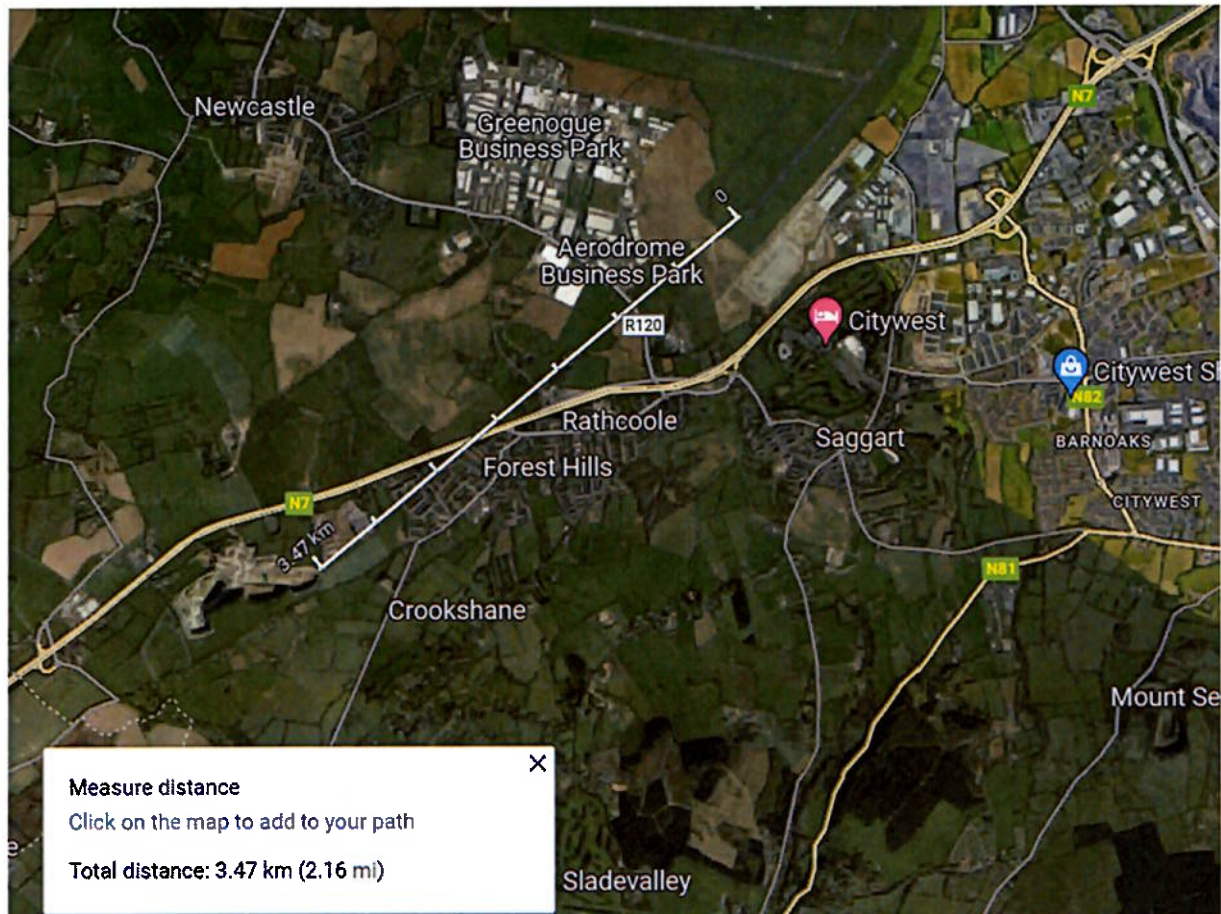 N7
Newcastle
Greenogue
Business Park
0
Aerodrome
Business Park
R120
Citywest
Citywest S
N82
Rathcoole
Saggart
BARNOAKS
Forest Hills
N7
CITYWEST
3.47 km
N81
Crookshane
Mount Se
Measure distance
Click on the map to add to your path
e
Total distance: 3.47 km (2.16 mi)
Sladevalley